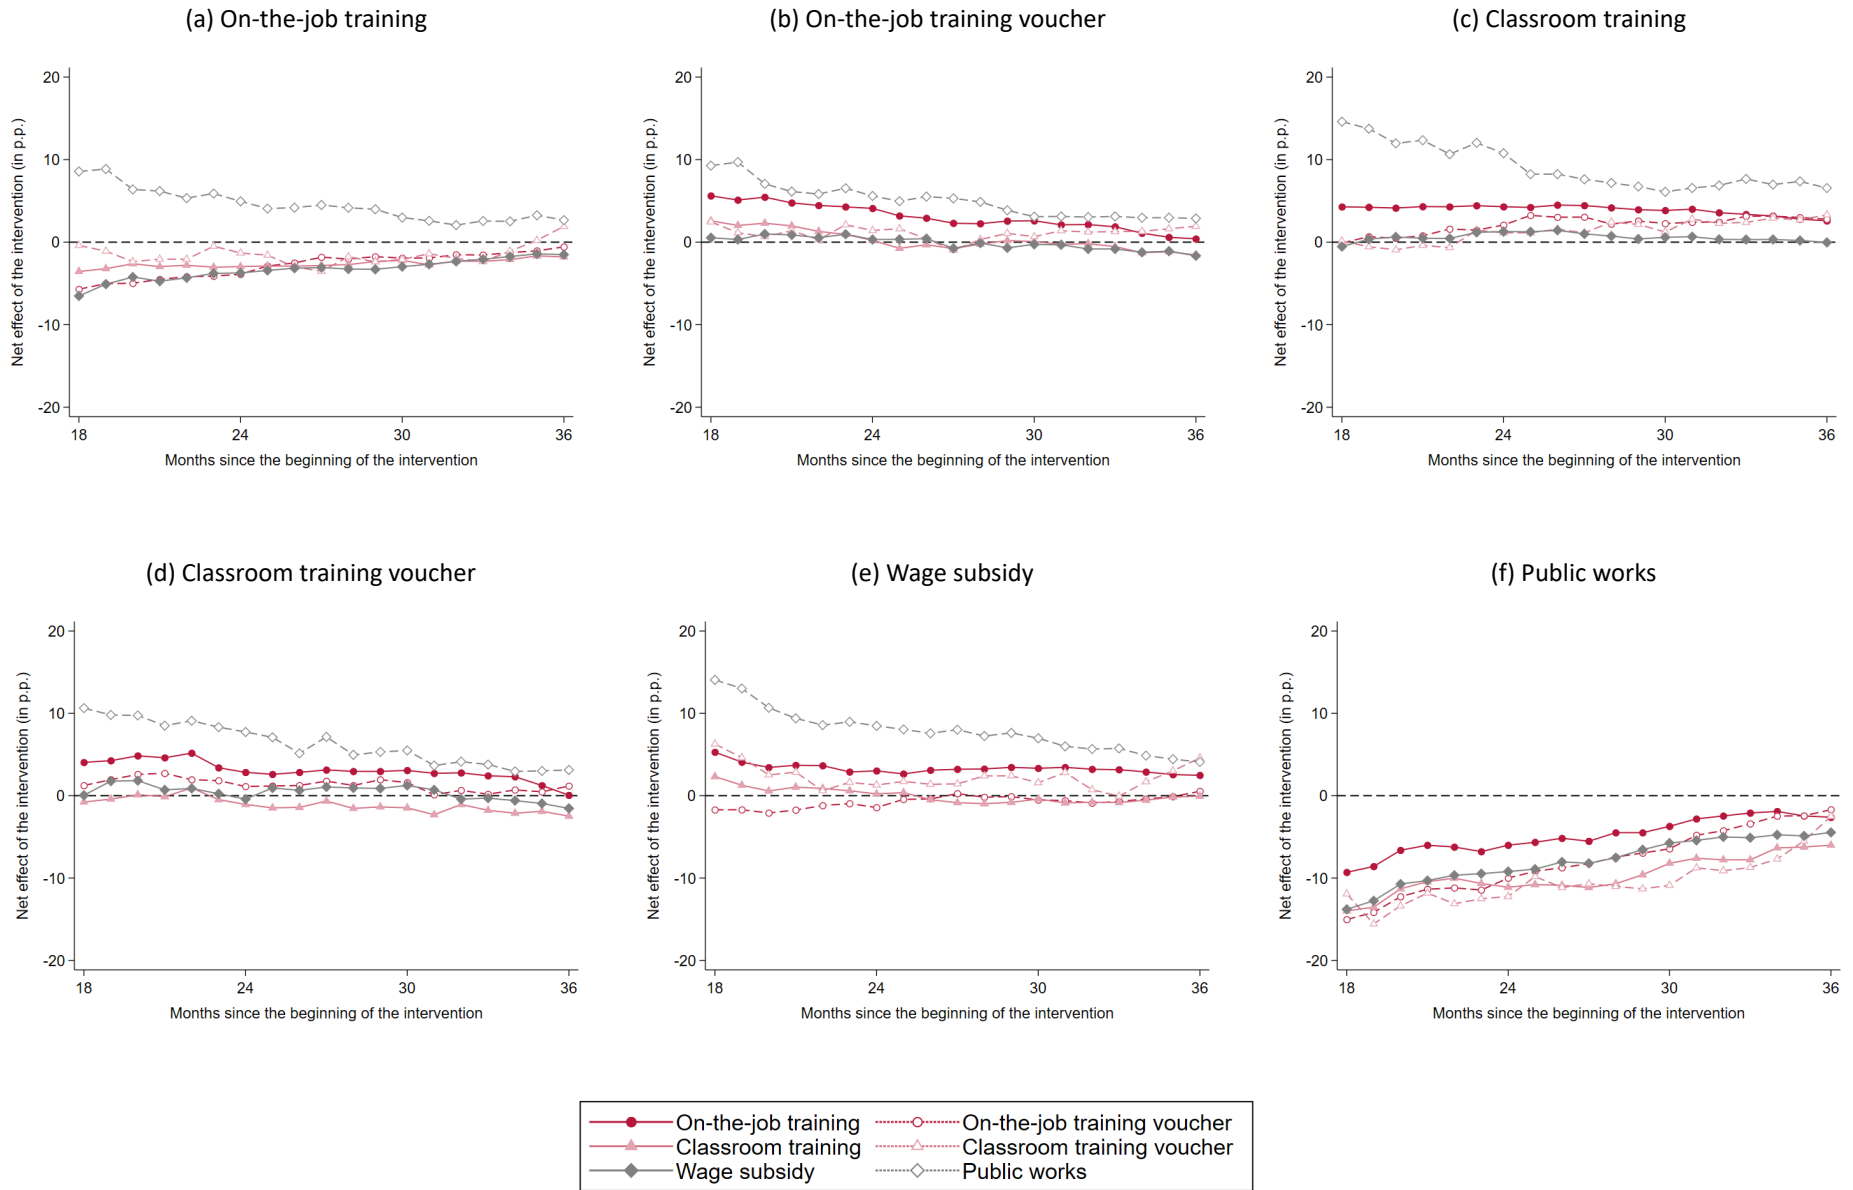 (a) On-the-job training
(b) On-the-job training voucher
(c) Classroom training
Net effect of the intervention (in p.p.)
20
10
0
-10
-20
18
24
30
36
Months since the beginning of the intervention
Net effect of the intervention (in p.p.)
20
10
0
-10
-20
18
24
30
36
Months since the beginning of the intervention
Net effect of the intervention (in p.p.)
20
10
0
-10
-20
18
24
30
36
Months since the beginning of the intervention
(d) Classroom training voucher
(e) Wage subsidy
(f) Public works
Net effect of the intervention (in p.p.)
20
10
0
-10
-20
18
24
30
36
Months since the beginning of the intervention
Net effect of the intervention (in p.p.)
20
10
0
-10
-20
18
24
30
36
Months since the beginning of the intervention
Net effect of the intervention (in p.p.)
20
10
0
-10
-20
18
24
30
36
Months since the beginning of the intervention
On-the-job training
On-the-job training voucher
Classroom training
Classroom training voucher
Wage subsidy
Public works